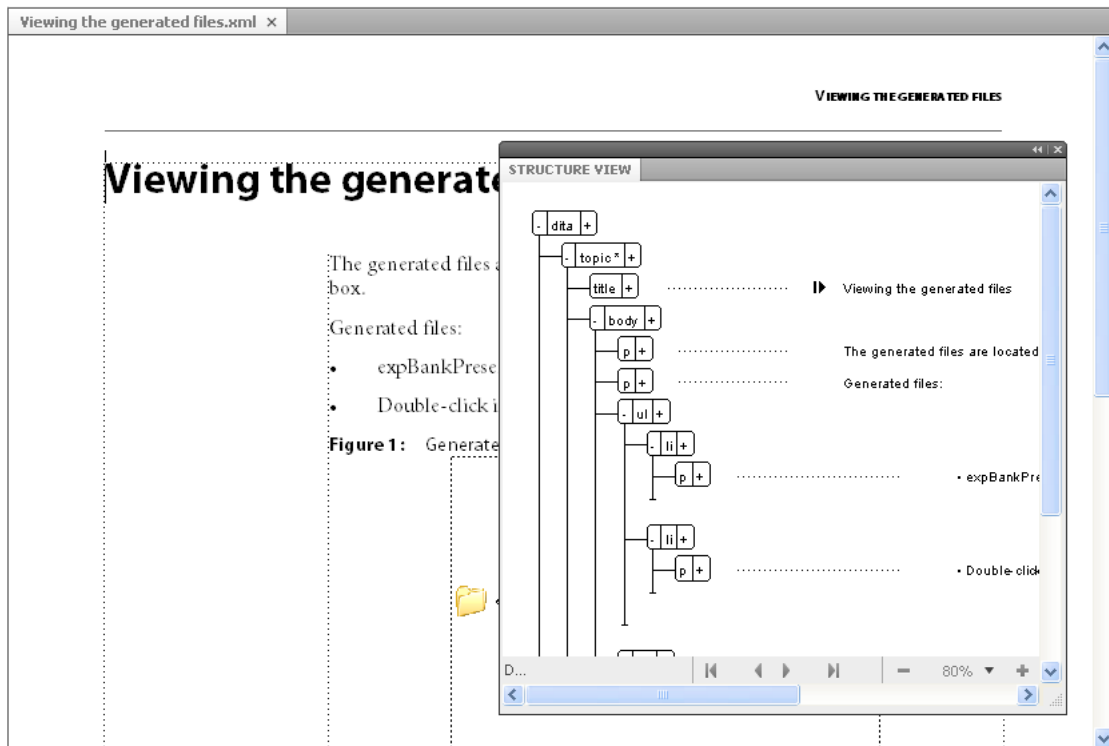 Viewing the generated files.xml ×
VIEWING THE GENERATED FILES
Viewing the generate
The generated files a
box.
Generated files:
• expBankPrese
• Double-click i
Figure 1: Generate
STRUCTURE VIEW
- dita +
- topic* +
title + Viewing the generated files
- body +
p + The generated files are located
p + Generated files:
- ul +
- li +
p + • expBankPre
- li +
p + • Double-click
D...
80%